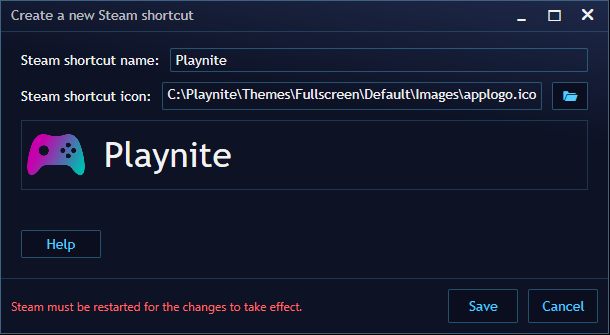 Create a new Steam shortcut
Steam shortcut name: Playnite
Steam shortcut icon: C:\Playnite\Themes\Fullscreen\Default\Images\applogo.ico
Playnite
Help
Steam must be restarted for the changes to take effect.
Save
Cancel